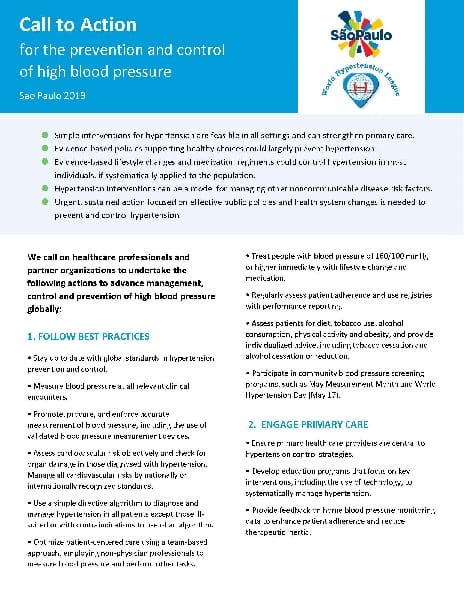 Call to Action
for the prevention and control
of high blood pressure
Sao Paulo 2019
SãoPaulo
World Hypertension League
Simple interventions for hypertension are feasible in all settings and can strengthen primary care.
Evidence-based policies supporting healthy choices could largely prevent hypertension.
Evidence-based lifestyle changes and medication regiments could control hypertension in most
individuals, if systematically applied to the population.
Hypertension interventions can be a model for managing other noncommunicable disease risk factors.
Urgent, sustained action focused on effective public policies and health system changes is needed to
prevent and control hypertension.
We call on healthcare professionals and
partner organizations to undertake the
following actions to advance management,
control and prevention of high blood pressure
globally:
1. FOLLOW BEST PRACTICES
• Stay up to date with global standards in hypertension
prevention and control.
• Measure blood pressure at all relevant clinical
encounters.
• Promote, procure, and enforce accurate
measurement of blood pressure, including the use of
validated blood pressure measurement devices.
• Assess cardiovascular risk objectively and check for
organ damage in those diagnosed with hypertension.
Manage all cardiovascular risks by nationally or
internationally recognized standards.
• Use a simple directive algorithm to diagnose and
manage hypertension in all patients except those ill-
suited or with contraindications to use of an algorithm.
• Optimize patient-centered care using a team-based
approach, employing non-physician professionals to
measure blood pressure and perform other tasks.
• Treat people with blood pressure of 160/100 mmHg
or higher immediately with lifestyle change and
medication.
• Regularly assess patient adherence and use registries
with performance reporting.
• Assess patients for diet, tobacco use, alcohol
consumption, physical activity and obesity, and provide
individualized advice, including tobacco cessation and
alcohol cessation or reduction.
• Participate in community blood pressure screening
programs, such as May Measurement Month and World
Hypertension Day (May 17).
2. ENGAGE PRIMARY CARE
• Ensure primary health care providers are central to
hypertension control strategies.
• Develop education programs that focus on key
interventions, including the use of technology, to
systematically manage hypertension.
• Provide feedback on home blood pressure monitoring
data to enhance patient adherence and reduce
therapeutic inertia.